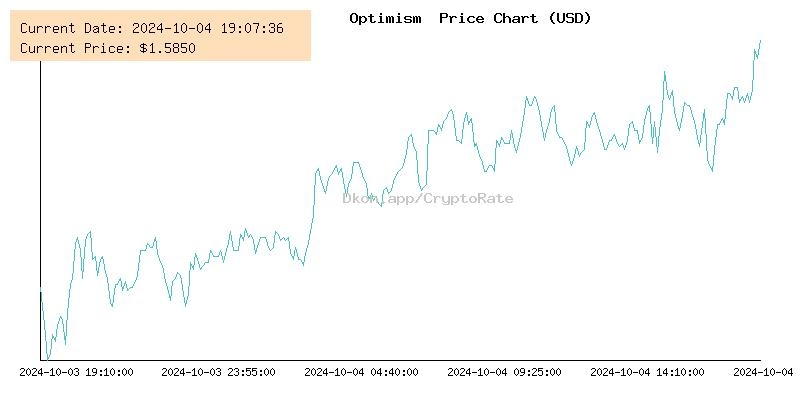 Optimism  Price Chart (USD)
Current Date: 2024-10-04 19:07:36
Current Price: $1.5850
Dkon.app/CryptoRate
2024-10-03 19:10:00
2024-10-03 23:55:00
2024-10-04 04:40:00
2024-10-04 09:25:00
2024-10-04 14:10:00
2024-10-04